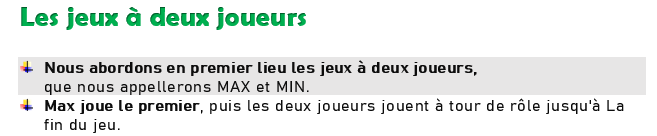 Les jeux à deux joueurs
Nous abordons en premier lieu les jeux à deux joueurs,
que nous appellerons MAX et MIN.
Max joue le premier, puis les deux joueurs jouent à tour de rôle jusqu'à La
fin du jeu.